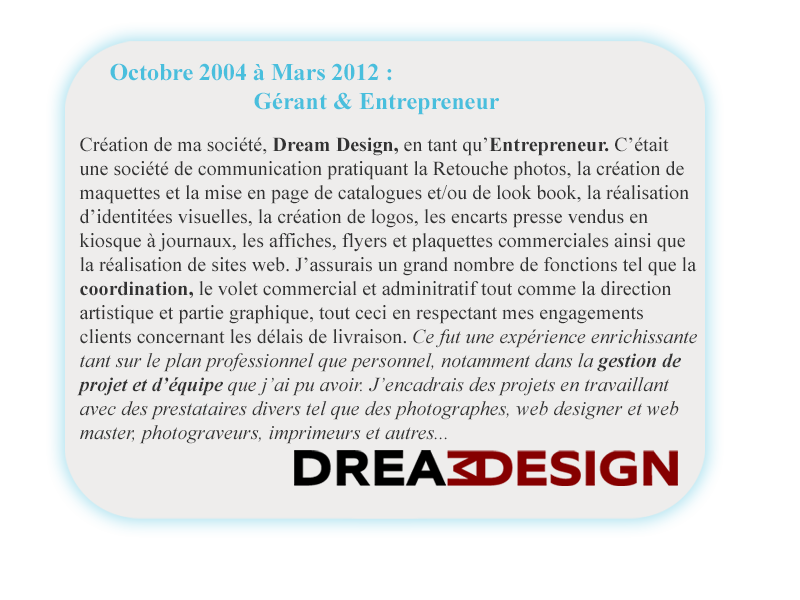 Octobre 2004 à Mars 2012 :
Gérant & Entrepreneur
Création de ma société, Dream Design, en tant qu’Entrepreneur. C’était
une société de communication pratiquant la Retouche photos, la création de
maquettes et la mise en page de catalogues et/ou de look book, la réalisation
d’identitées visuelles, la création de logos, les encarts presse vendus en
kiosque à journaux, les affiches, flyers et plaquettes commerciales ainsi que
la réalisation de sites web. J’assurais un grand nombre de fonctions tel que la
coordination, le volet commercial et adminitratif tout comme la direction
artistique et partie graphique, tout ceci en respectant mes engagements
clients concernant les délais de livraison. Ce fut une expérience enrichissante
tant sur le plan professionnel que personnel, notamment dans la gestion de
projet et d’équipe que j’ai pu avoir. J’encadrais des projets en travaillant
avec des prestataires divers tel que des photographes, web designer et web
master, photograveurs, imprimeurs et autres...
DREAMDESIGN